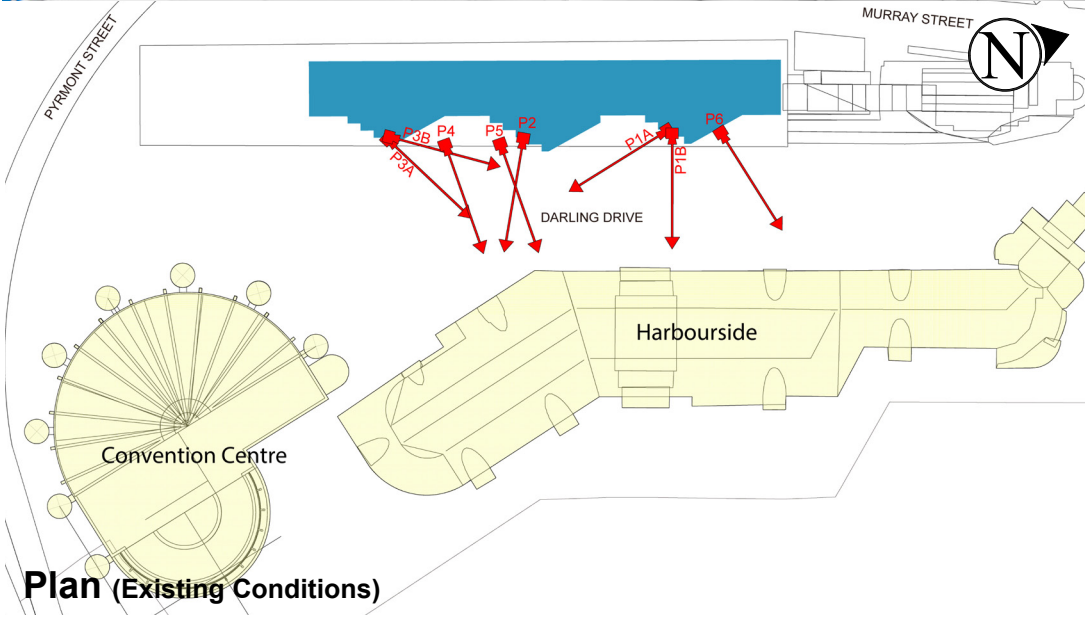 PYRMONT STREET
MURRAY STREET
N
P3B
P4
P5
P2
P1A
P6
P3A
P1B
DARLING DRIVE
Harbourside
Convention Centre
Plan (Existing Conditions)